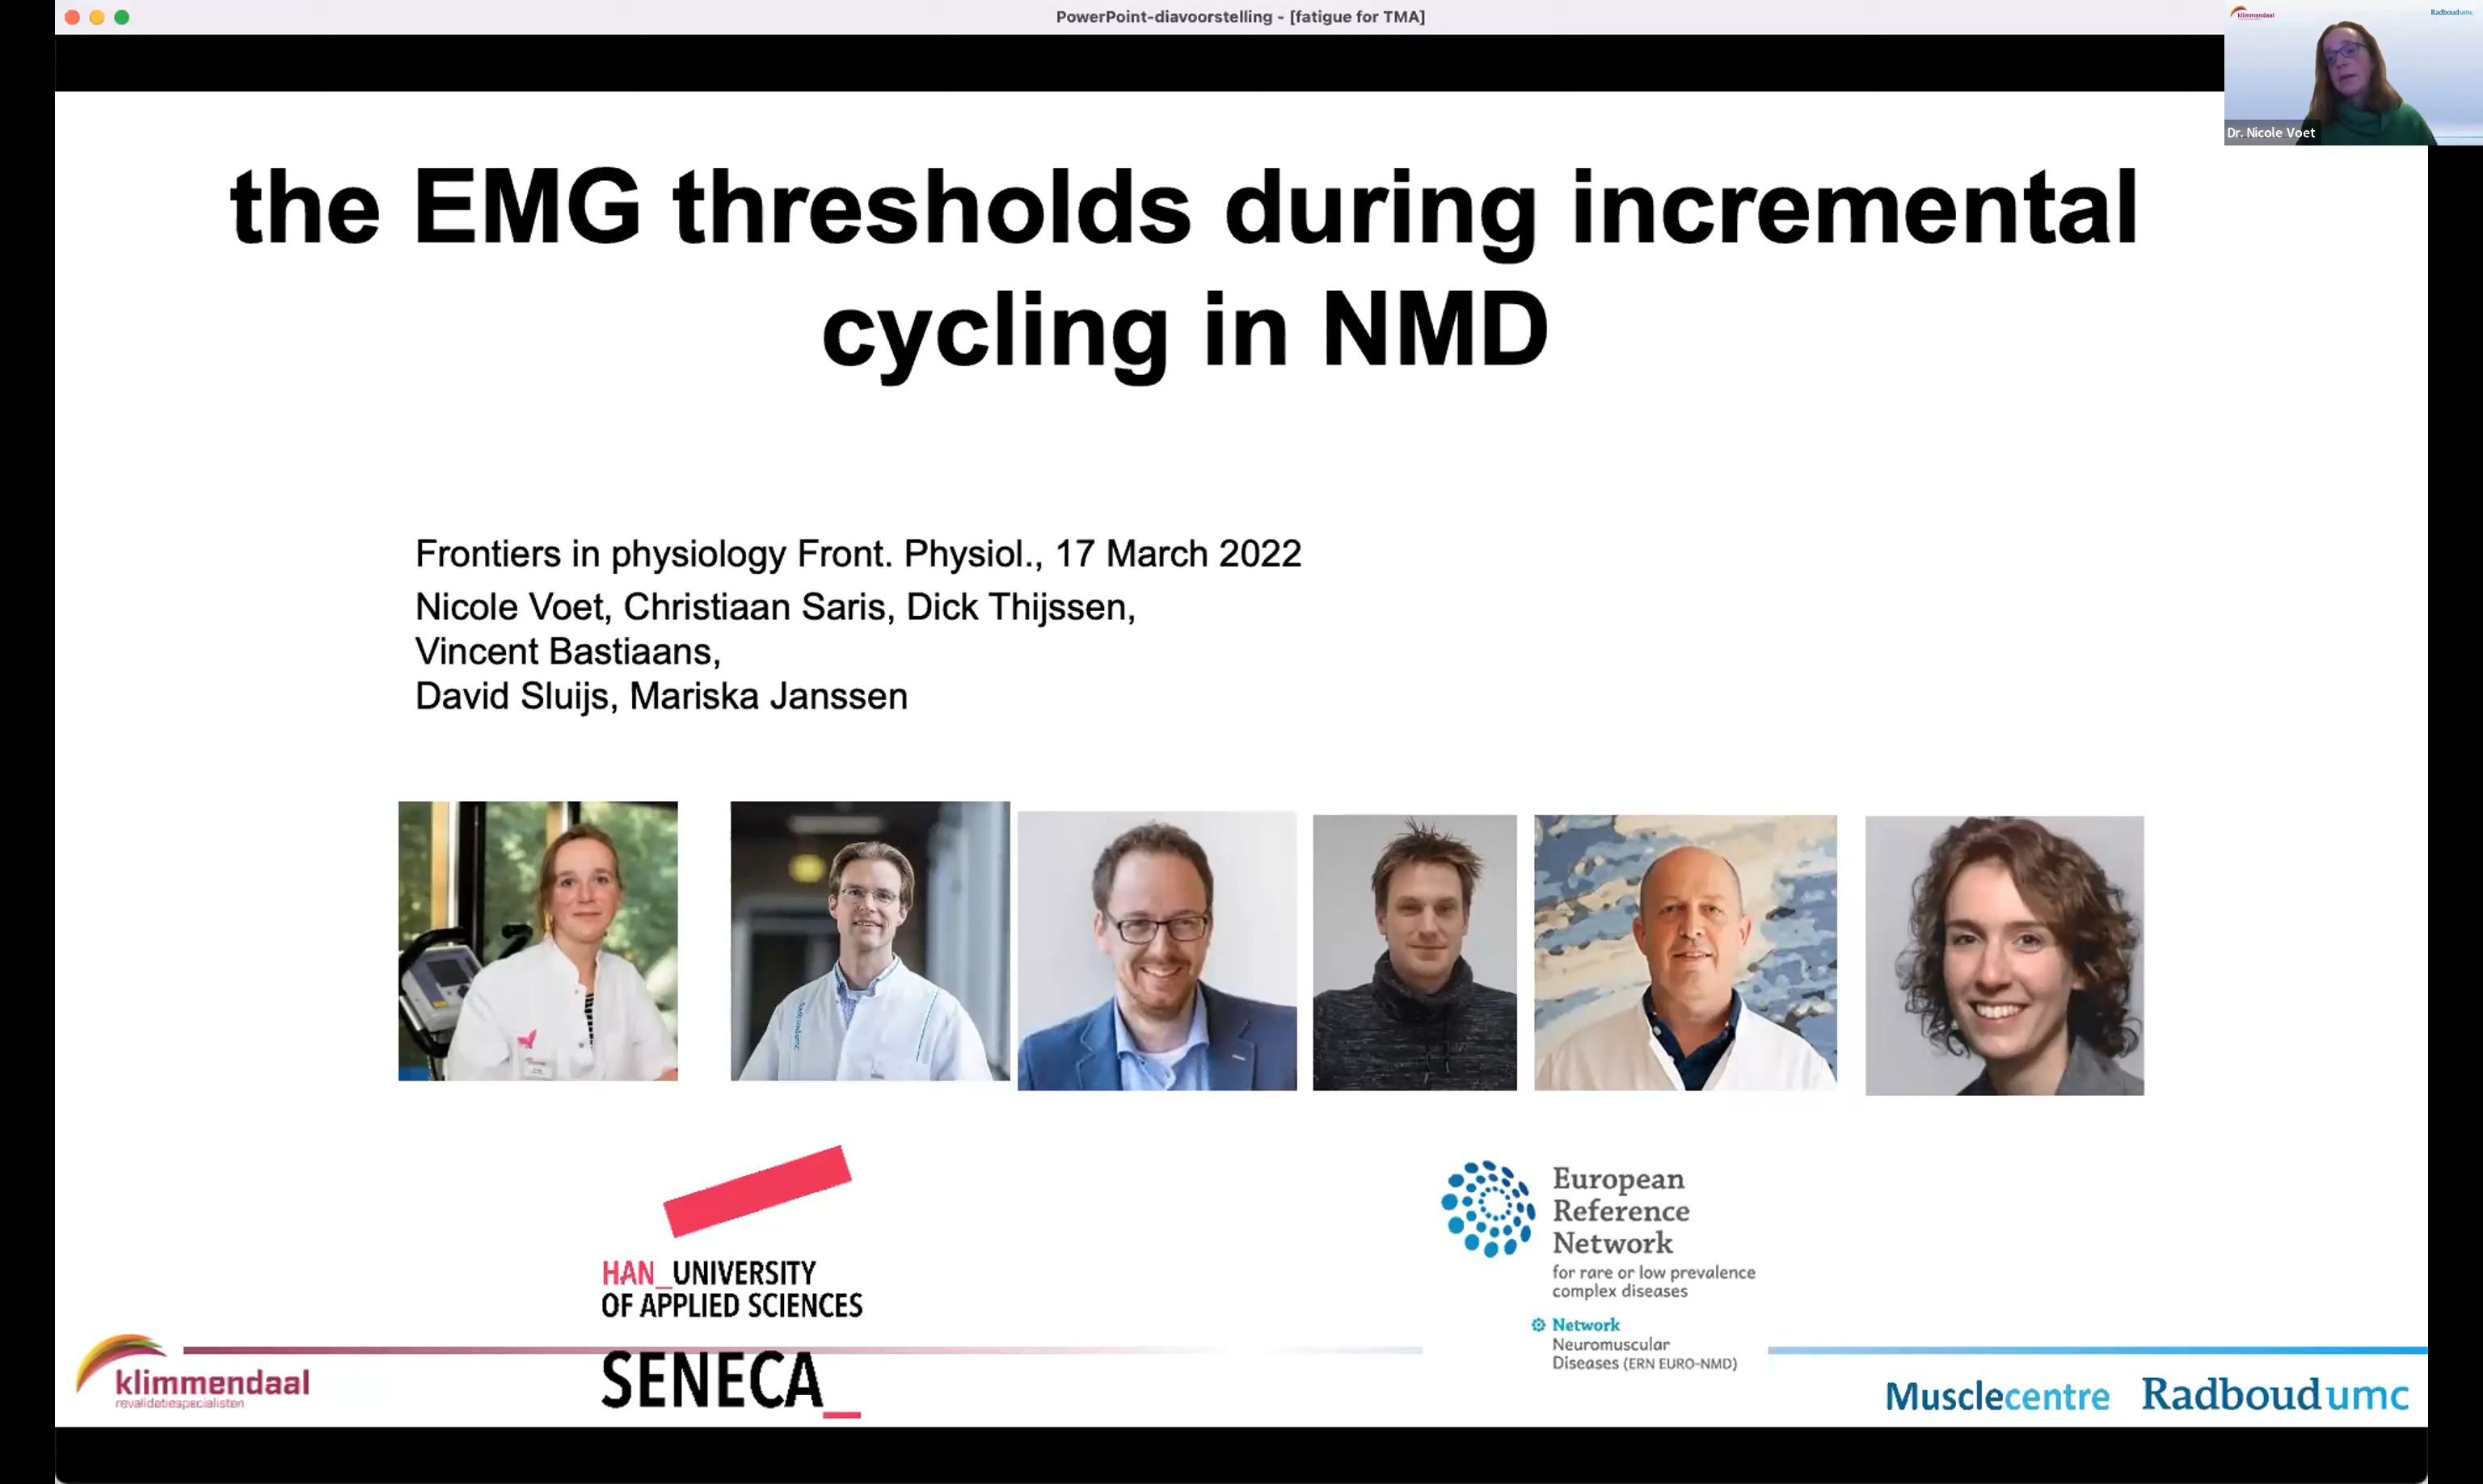 PowerPoint-diavoorstelling - [fatigue for TMA]
klimmendaal
Radboudumc
Dr. Nicole Voet
the EMG thresholds during incremental
cycling in NMD
Frontiers in physiology Front. Physiol., 17 March 2022
Nicole Voet, Christiaan Saris, Dick Thijssen,
Vincent Bastiaans,
David Sluijs, Mariska Janssen
HAN_UNIVERSITY
OF APPLIED SCIENCES
SENECA_
European
Reference
Network
for rare or low prevalence
complex diseases
Network
Neuromuscular
Diseases (ERN EURO-NMD)
klimmendaal
revalidatiespecialisten
Musclecentre Radboudumc